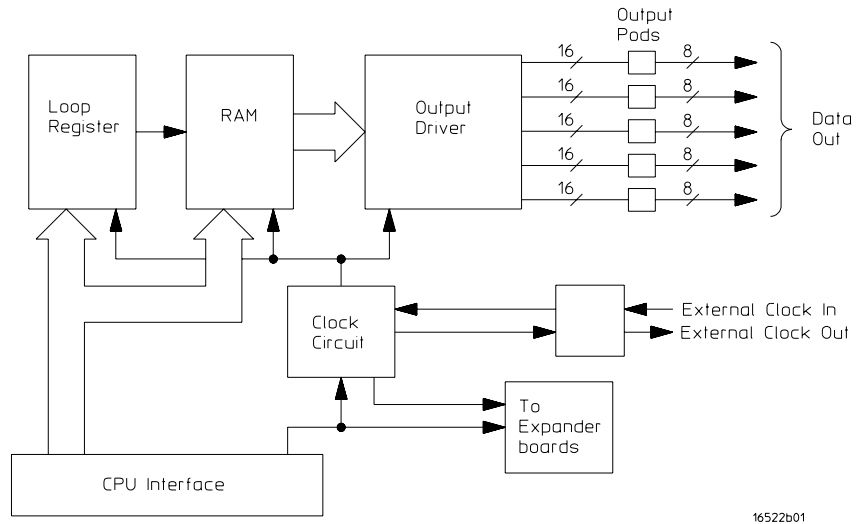 Output
Pods
16
8
16
8
16
8
16
8
16
8
Loop
Register
RAM
Output
Driver
Data
Out
Clock
Circuit
External Clock In
External Clock Out
To
Expander
boards
CPU Interface
16522b01